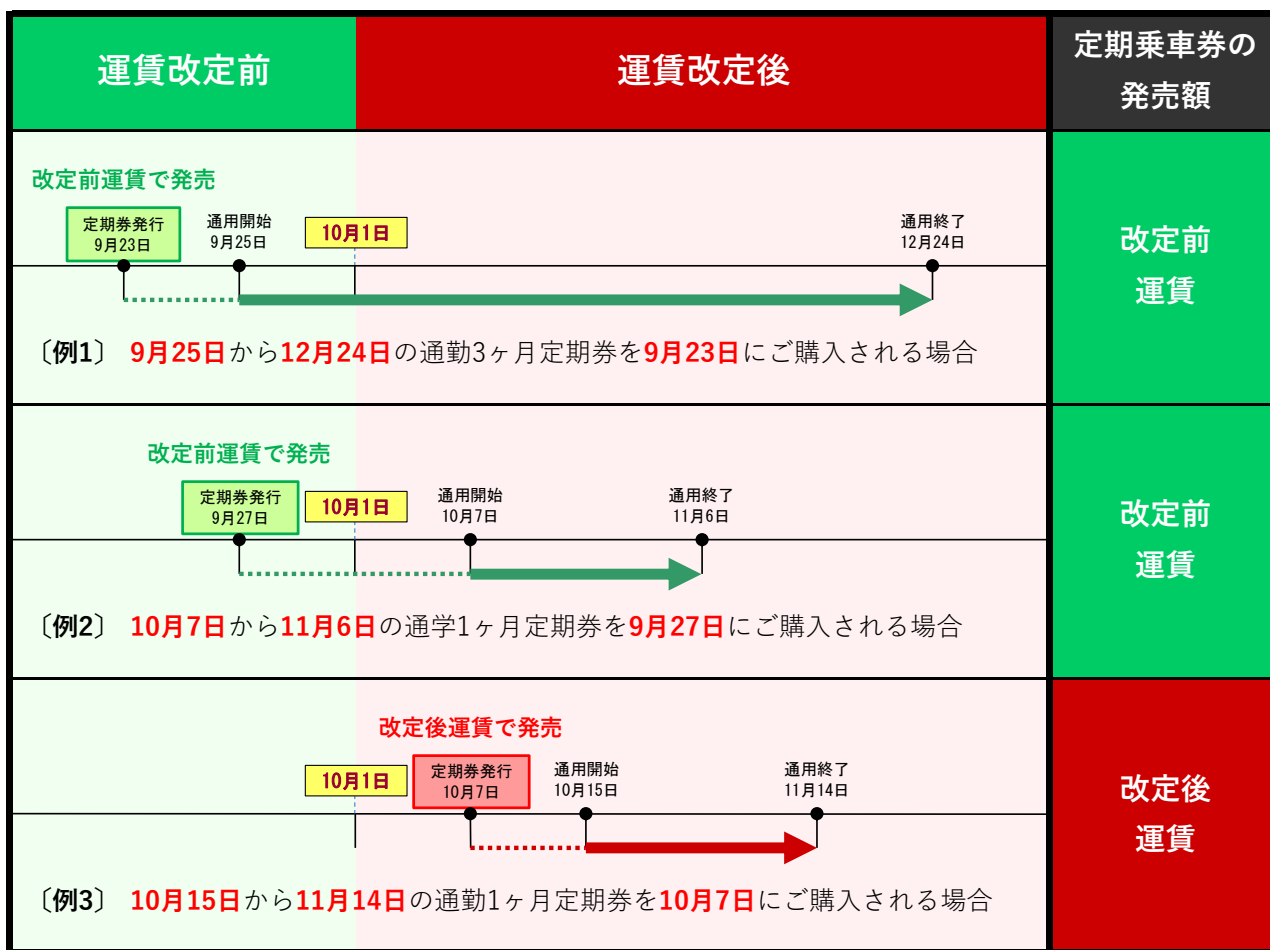 運賃改定前
運賃改定後
定期乗車券の
発売額
改定前運賃で発売
定期券発行
9月23日
通用開始
9月25日
10月1日
通用終了
12月24日
〔例1〕 9月25日から12月24日の通勤3ヶ月定期券を9月23日にご購入される場合
改定前
運賃
改定前運賃で発売
定期券発行
9月27日
10月1日
通用開始
10月7日
通用終了
11月6日
〔例2〕 10月7日から11月6日の通学1ヶ月定期券を9月27日にご購入される場合
改定前
運賃
改定後運賃で発売
10月1日
定期券発行
10月7日
通用開始
10月15日
通用終了
11月14日
〔例3〕 10月15日から11月14日の通勤1ヶ月定期券を10月7日にご購入される場合
改定後
運賃